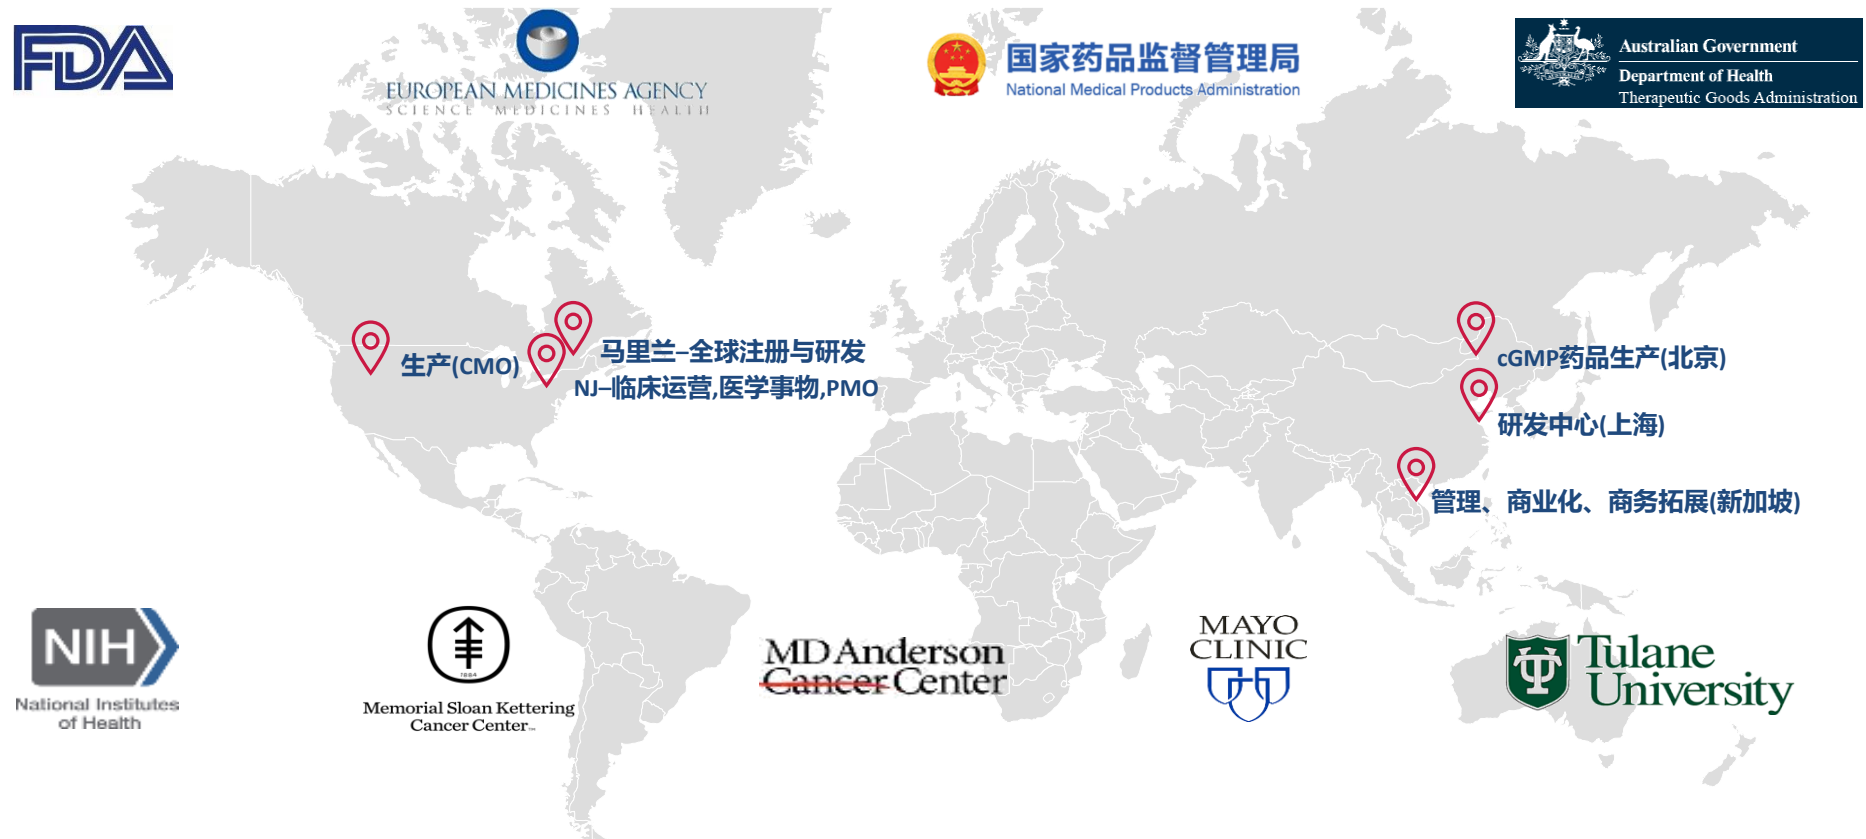 FDA
EUROPEAN MEDICINES AGENCY
SCIENCE MEDICINES HEALTH
国家药品监督管理局
National Medical Products Administration
Australian Government
Department of Health
Therapeutic Goods Administration
生产(CMO)
马里兰–全球注册与研发
NJ–临床运营,医学事物,PMO
cGMP药品生产(北京)
研发中心(上海)
管理、商业化、商务拓展(新加坡)
NIH
National Institutes
of Health
1884
Memorial Sloan Kettering
Cancer Center™
MD Anderson
Cancer Center
MAYO
CLINIC
Tulane
University